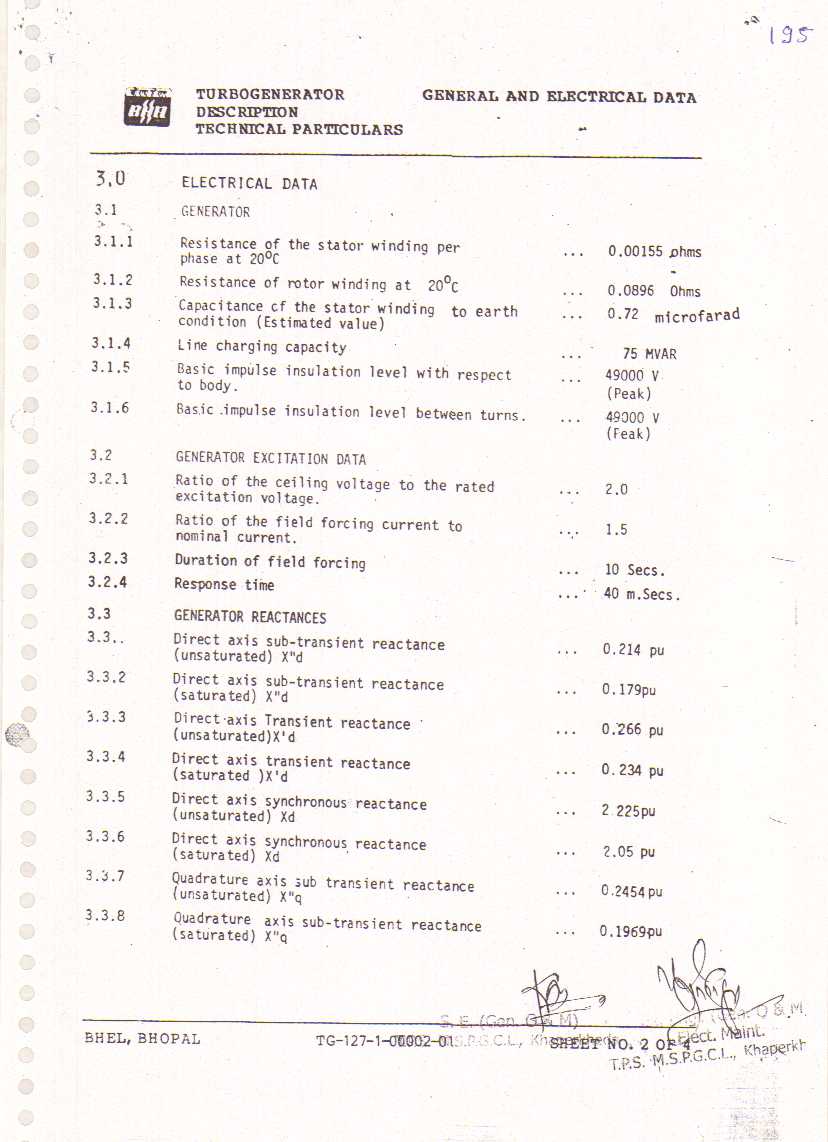 195
BHEL
TURBOGENERATOR GENERAL AND ELECTRICAL DATA
DESCRIPTION
TECHNICAL PARTICULARS
3.0 ELECTRICAL DATA
3.1 GENERATOR
3.1.1 Resistance of the stator winding per
phase at 20°C ... 0.00155 ohms
3.1.2 Resistance of rotor winding at 20°C ... 0.0896 Ohms
3.1.3 Capacitance of the stator winding to earth ... 0.72 microfarad
condition (Estimated value)
3.1.4 Line charging capacity ... 75 MVAR
3.1.5 Basic impulse insulation level with respect ... 49000 V
to body. (Peak)
3.1.6 Basic impulse insulation level between turns. ... 49000 V
(Peak)
3.2 GENERATOR EXCITATION DATA
3.2.1 Ratio of the ceiling voltage to the rated ... 2.0
excitation voltage.
3.2.2 Ratio of the field forcing current to
nominal current. ... 1.5
3.2.3 Duration of field forcing ... 10 Secs.
3.2.4 Response time ... 40 m.Secs.
3.3 GENERATOR REACTANCES
3.3.. Direct axis sub-transient reactance
(unsaturated) X"d ... 0.214 pu
3.3.2 Direct axis sub-transient reactance
(saturated) X"d ... 0.179pu
3.3.3 Direct axis Transient reactance
(unsaturated)X'd ... 0.266 pu
3.3.4 Direct axis transient reactance
(saturated )X'd ... 0.234 pu
3.3.5 Direct axis synchronous reactance
(unsaturated) Xd ... 2.225pu
3.3.6 Direct axis synchronous reactance
(saturated) Xd ... 2.05 pu
3.3.7 Quadrature axis sub transient reactance
(unsaturated) X"q ... 0.2454pu
3.3.8 Quadrature axis sub-transient reactance
(saturated) X"q ... 0.1969pu
S. E. (Gen. O & M)
O & M.
BHEL, BHOPAL TG-127-1-00002-01 SHEET NO. 2 OF 4
M.S.P.G.C.L., Khaperkheda
Elect. Maint.
T.P.S. M.S.P.G.C.L., Khaperkh